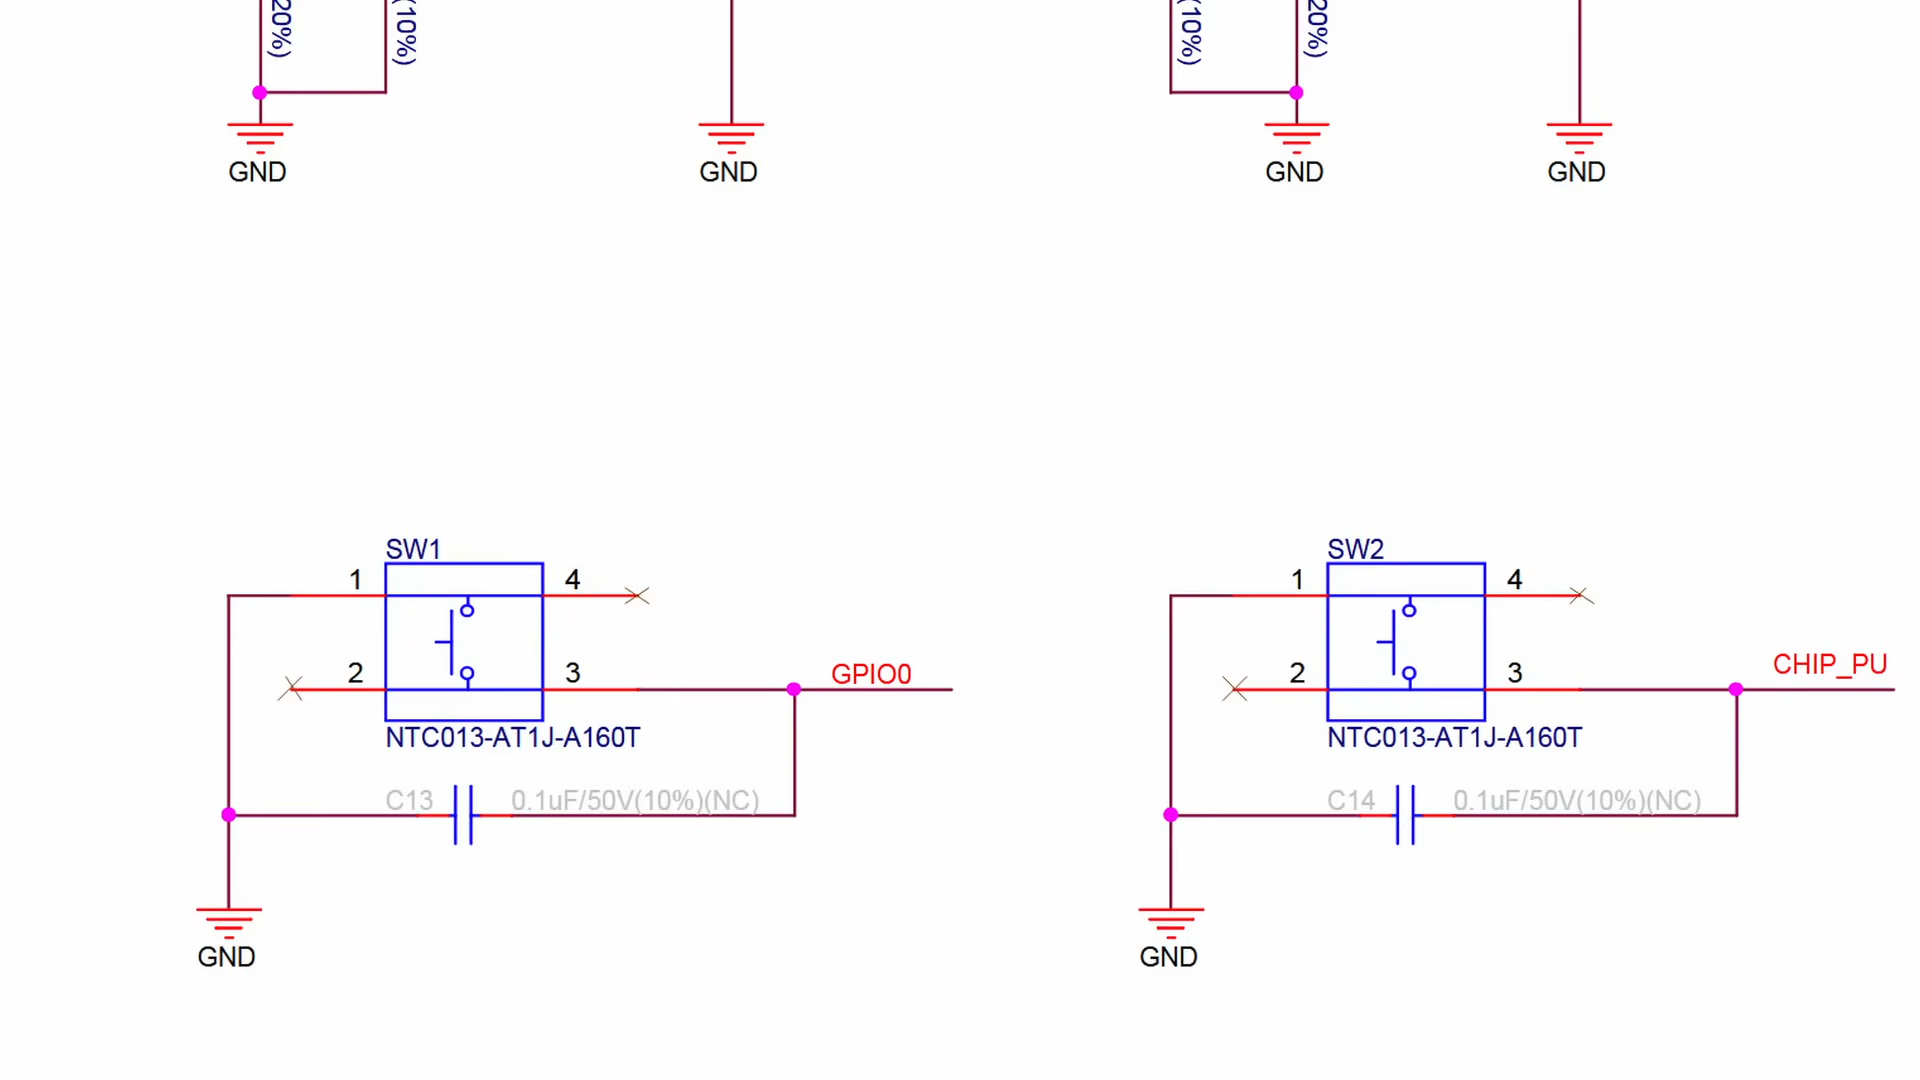 20%)
(10%)
(10%)
20%)
GND
GND
GND
GND
SW1
1
4
2
3
GPIO0
NTC013-AT1J-A160T
C13
0.1uF/50V(10%)(NC)
GND
SW2
1
4
2
3
CHIP_PU
NTC013-AT1J-A160T
C14
0.1uF/50V(10%)(NC)
GND